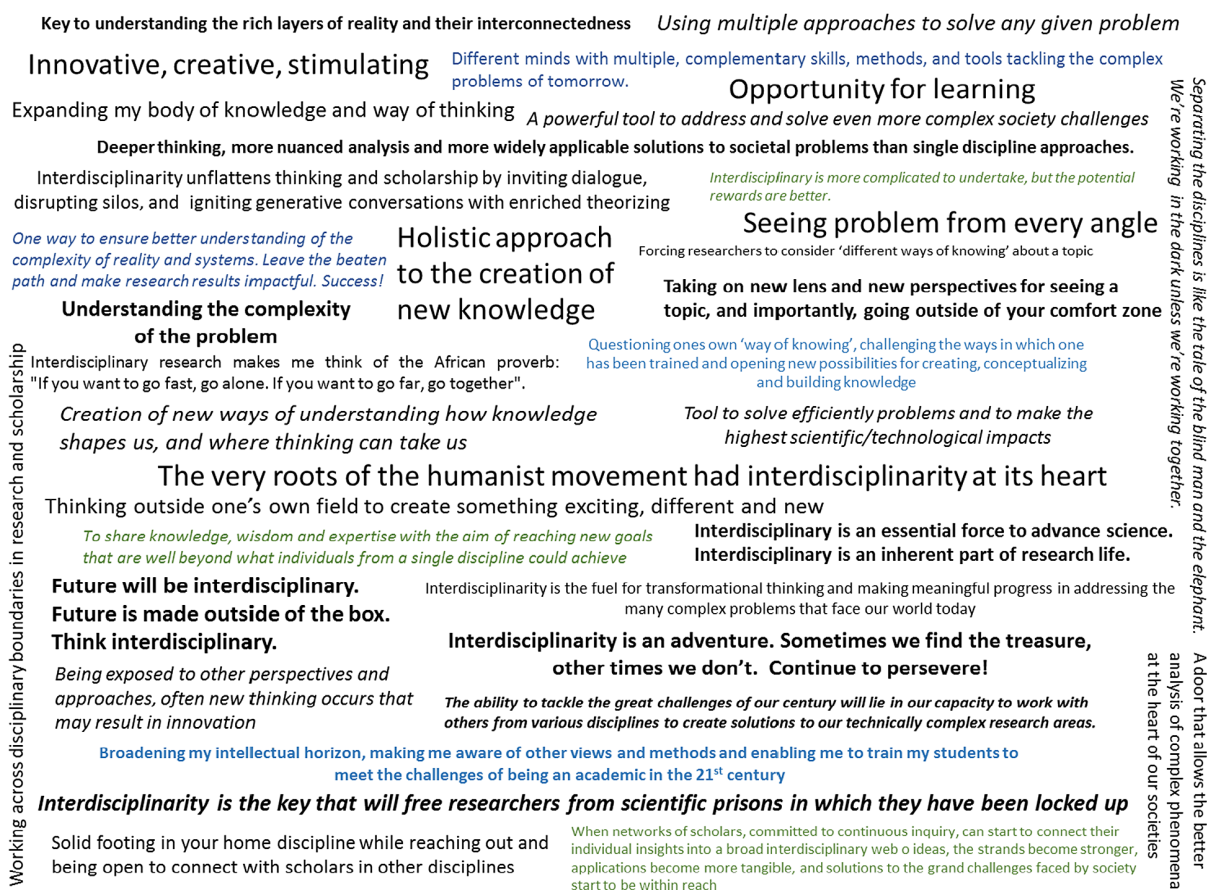 Key to understanding the rich layers of reality and their interconnectedness
Using multiple approaches to solve any given problem
Innovative, creative, stimulating
Different minds with multiple, complementary skills, methods, and tools tackling the complex
problems of tomorrow.
Opportunity for learning
Expanding my body of knowledge and way of thinking
A powerful tool to address and solve even more complex society challenges
Deeper thinking, more nuanced analysis and more widely applicable solutions to societal problems than single discipline approaches.
Interdisciplinarity unflattens thinking and scholarship by inviting dialogue,
disrupting silos, and igniting generative conversations with enriched theorizing
Interdisciplinary is more complicated to undertake, but the potential
rewards are better.
Seeing problem from every angle
One way to ensure better understanding of the
complexity of reality and systems. Leave the beaten
path and make research results impactful. Success!
Holistic approach
to the creation of
new knowledge
Forcing researchers to consider ‘different ways of knowing’ about a topic
Taking on new lens and new perspectives for seeing a
topic, and importantly, going outside of your comfort zone
Understanding the complexity
of the problem
Interdisciplinary research makes me think of the African proverb:
"If you want to go fast, go alone. If you want to go far, go together".
Questioning ones own ‘way of knowing’, challenging the ways in which one
has been trained and opening new possibilities for creating, conceptualizing
and building knowledge
Creation of new ways of understanding how knowledge
shapes us, and where thinking can take us
Tool to solve efficiently problems and to make the
highest scientific/technological impacts
The very roots of the humanist movement had interdisciplinarity at its heart
Thinking outside one’s own field to create something exciting, different and new
To share knowledge, wisdom and expertise with the aim of reaching new goals
that are well beyond what individuals from a single discipline could achieve
Interdisciplinary is an essential force to advance science.
Interdisciplinary is an inherent part of research life.
Future will be interdisciplinary.
Future is made outside of the box.
Think interdisciplinary.
Interdisciplinarity is the fuel for transformational thinking and making meaningful progress in addressing the
many complex problems that face our world today
Interdisciplinarity is an adventure. Sometimes we find the treasure,
other times we don’t. Continue to persevere!
Being exposed to other perspectives and
approaches, often new thinking occurs that
may result in innovation
The ability to tackle the great challenges of our century will lie in our capacity to work with
others from various disciplines to create solutions to our technically complex research areas.
Broadening my intellectual horizon, making me aware of other views and methods and enabling me to train my students to
meet the challenges of being an academic in the 21st century
Interdisciplinarity is the key that will free researchers from scientific prisons in which they have been locked up
Solid footing in your home discipline while reaching out and
being open to connect with scholars in other disciplines
When networks of scholars, committed to continuous inquiry, can start to connect their
individual insights into a broad interdisciplinary web o ideas, the strands become stronger,
applications become more tangible, and solutions to the grand challenges faced by society
start to be within reach
Working across disciplinary boundaries in research and scholarship
Separating the disciplines is like the tale of the blind man and the elephant.
We’re working in the dark unless we’re working together.
A door that allows the better
analysis of complex phenomena
at the heart of our societies